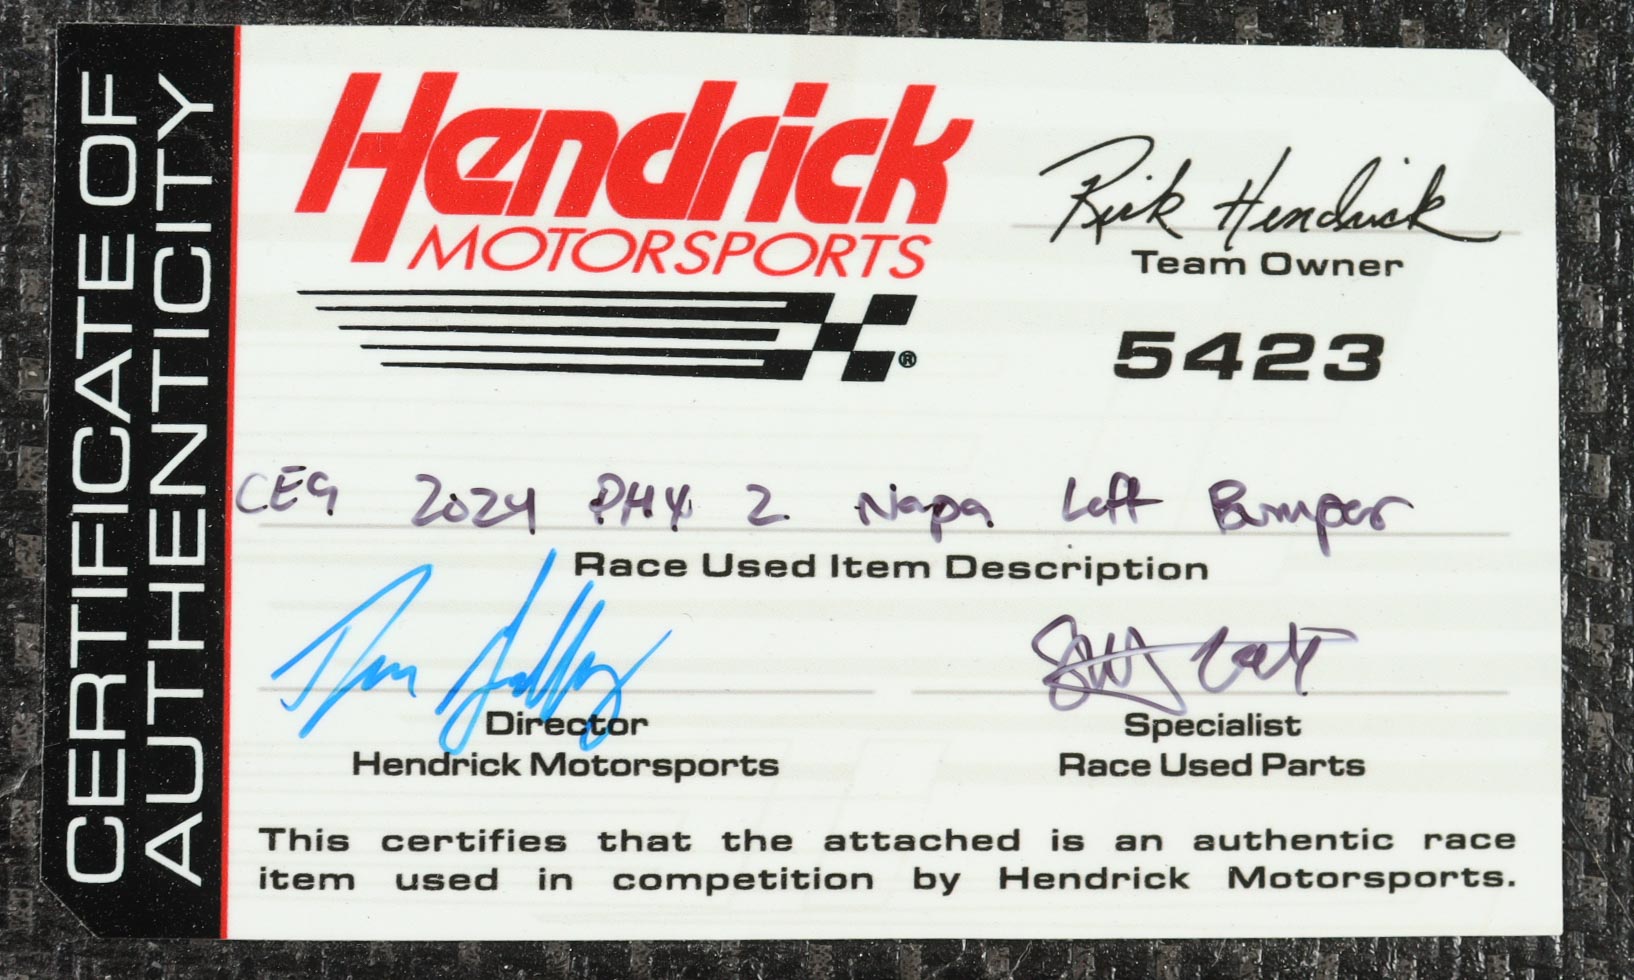 CERTIFICATE OF
AUTHENTICITY
Hendrick
MOTORSPORTS
®
Rick Hendrick
Team Owner
5423
CE9 2024 PHX 2 Napa Left Bumper
Race Used Item Description
Director
Hendrick Motorsports
Specialist
Race Used Parts
This certifies that the attached is an authentic race
item used in competition by Hendrick Motorsports.